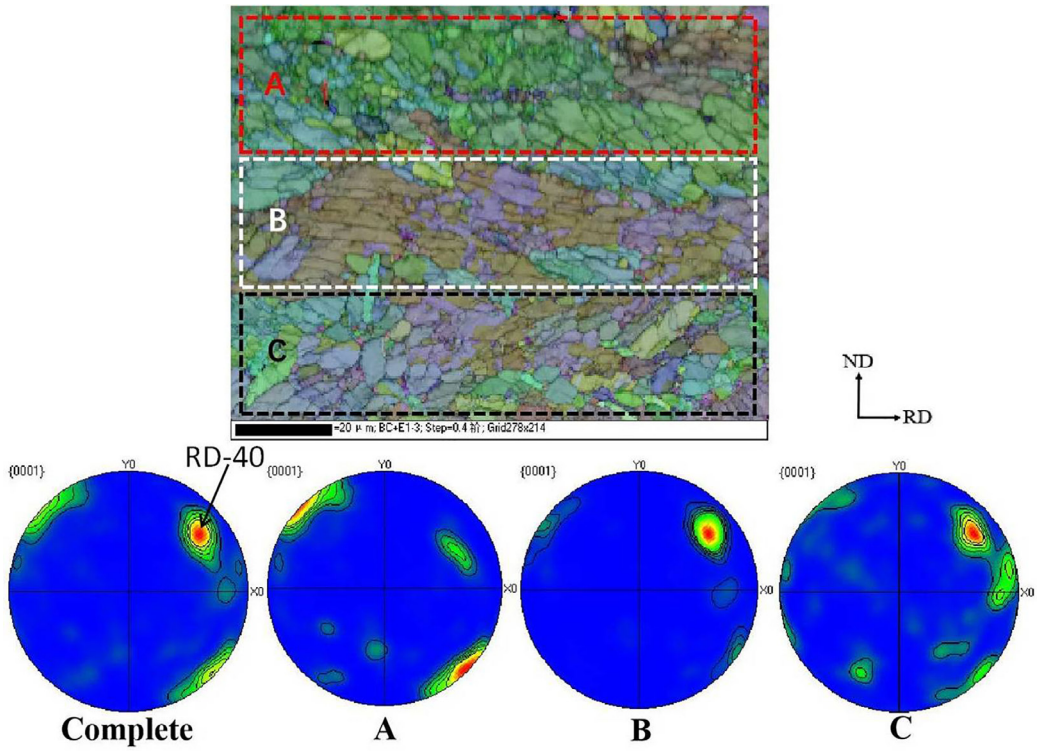 A
B
C
=20 μm; BC+E1-3; Step=0.4 阶; Grid278x214
ND
RD
RD-40
{0001}
Y0
{0001}
Y0
{0001}
Y0
{0001}
Y0
X0
X0
X0
X0
Complete
A
B
C